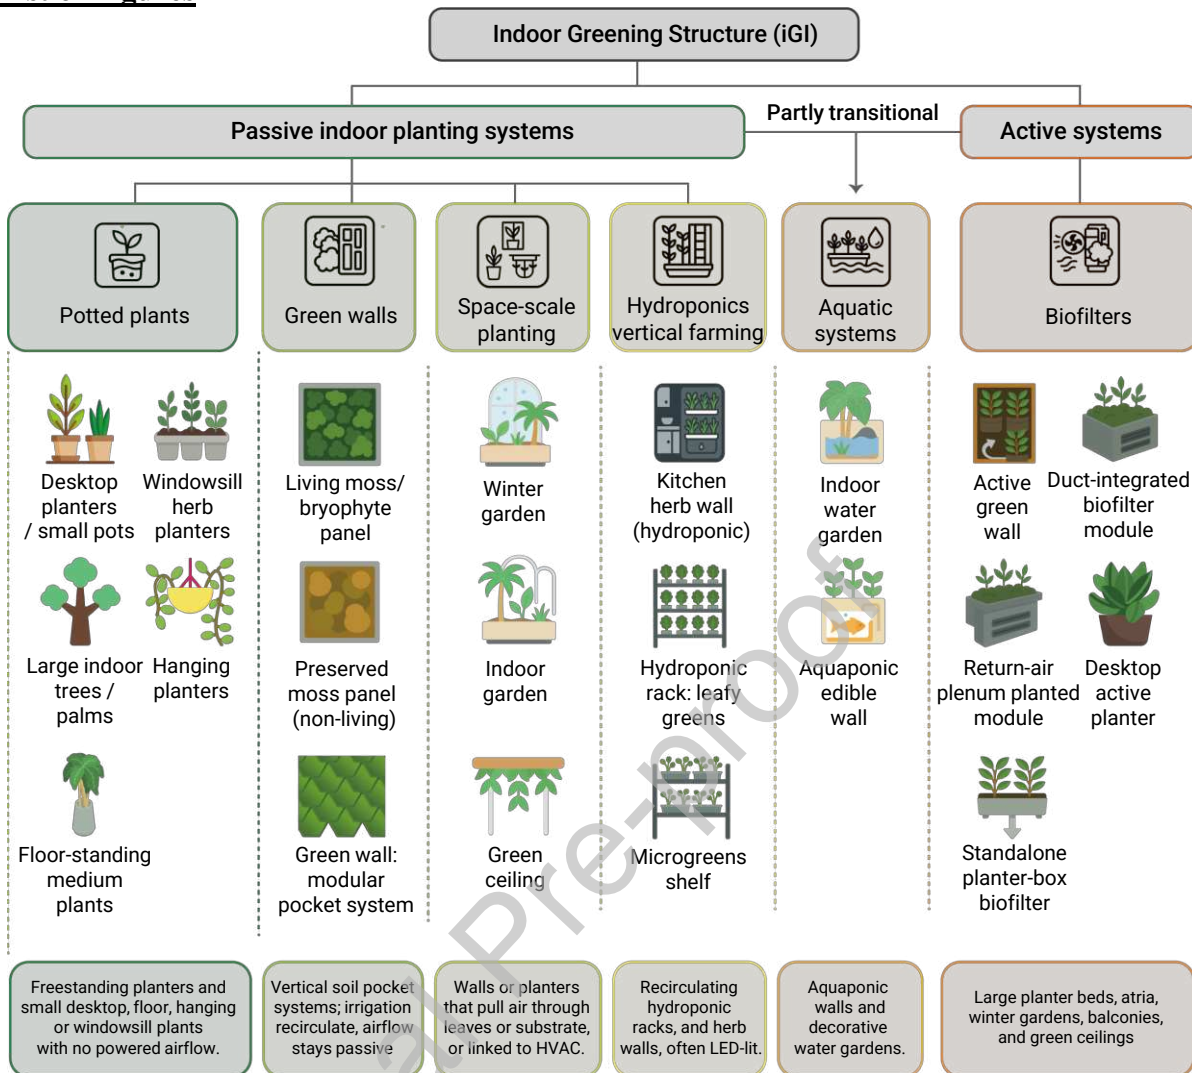 Indoor Greening Structure (iGI)
Passive indoor planting systems
Partly transitional
Active systems
Potted plants
Green walls
Space-scale
planting
Hydroponics
vertical farming
Aquatic
systems
Biofilters
Desktop
planters
/ small pots
Windowsill
herb
planters
Large indoor
trees /
palms
Hanging
planters
Floor-standing
medium
plants
Living moss/
bryophyte
panel
Preserved
moss panel
(non-living)
Green wall:
modular
pocket system
Winter
garden
Indoor
garden
Green
ceiling
Kitchen
herb wall
(hydroponic)
Hydroponic
rack: leafy
greens
Microgreens
shelf
Indoor
water
garden
Aquaponic
edible
wall
Active
green
wall
Duct-integrated
biofilter
module
Return-air
plenum planted
module
Desktop
active
planter
Standalone
planter-box
biofilter
Freestanding planters and
small desktop, floor, hanging
or windowsill plants
with no powered airflow.
Vertical soil pocket
systems; irrigation
recirculate, airflow
stays passive
Walls or planters
that pull air through
leaves or substrate,
or linked to HVAC.
Recirculating
hydroponic
racks, and herb
walls, often LED-lit.
Aquaponic
walls and
decorative
water gardens.
Large planter beds, atria,
winter gardens, balconies,
and green ceilings
al Pre-proof